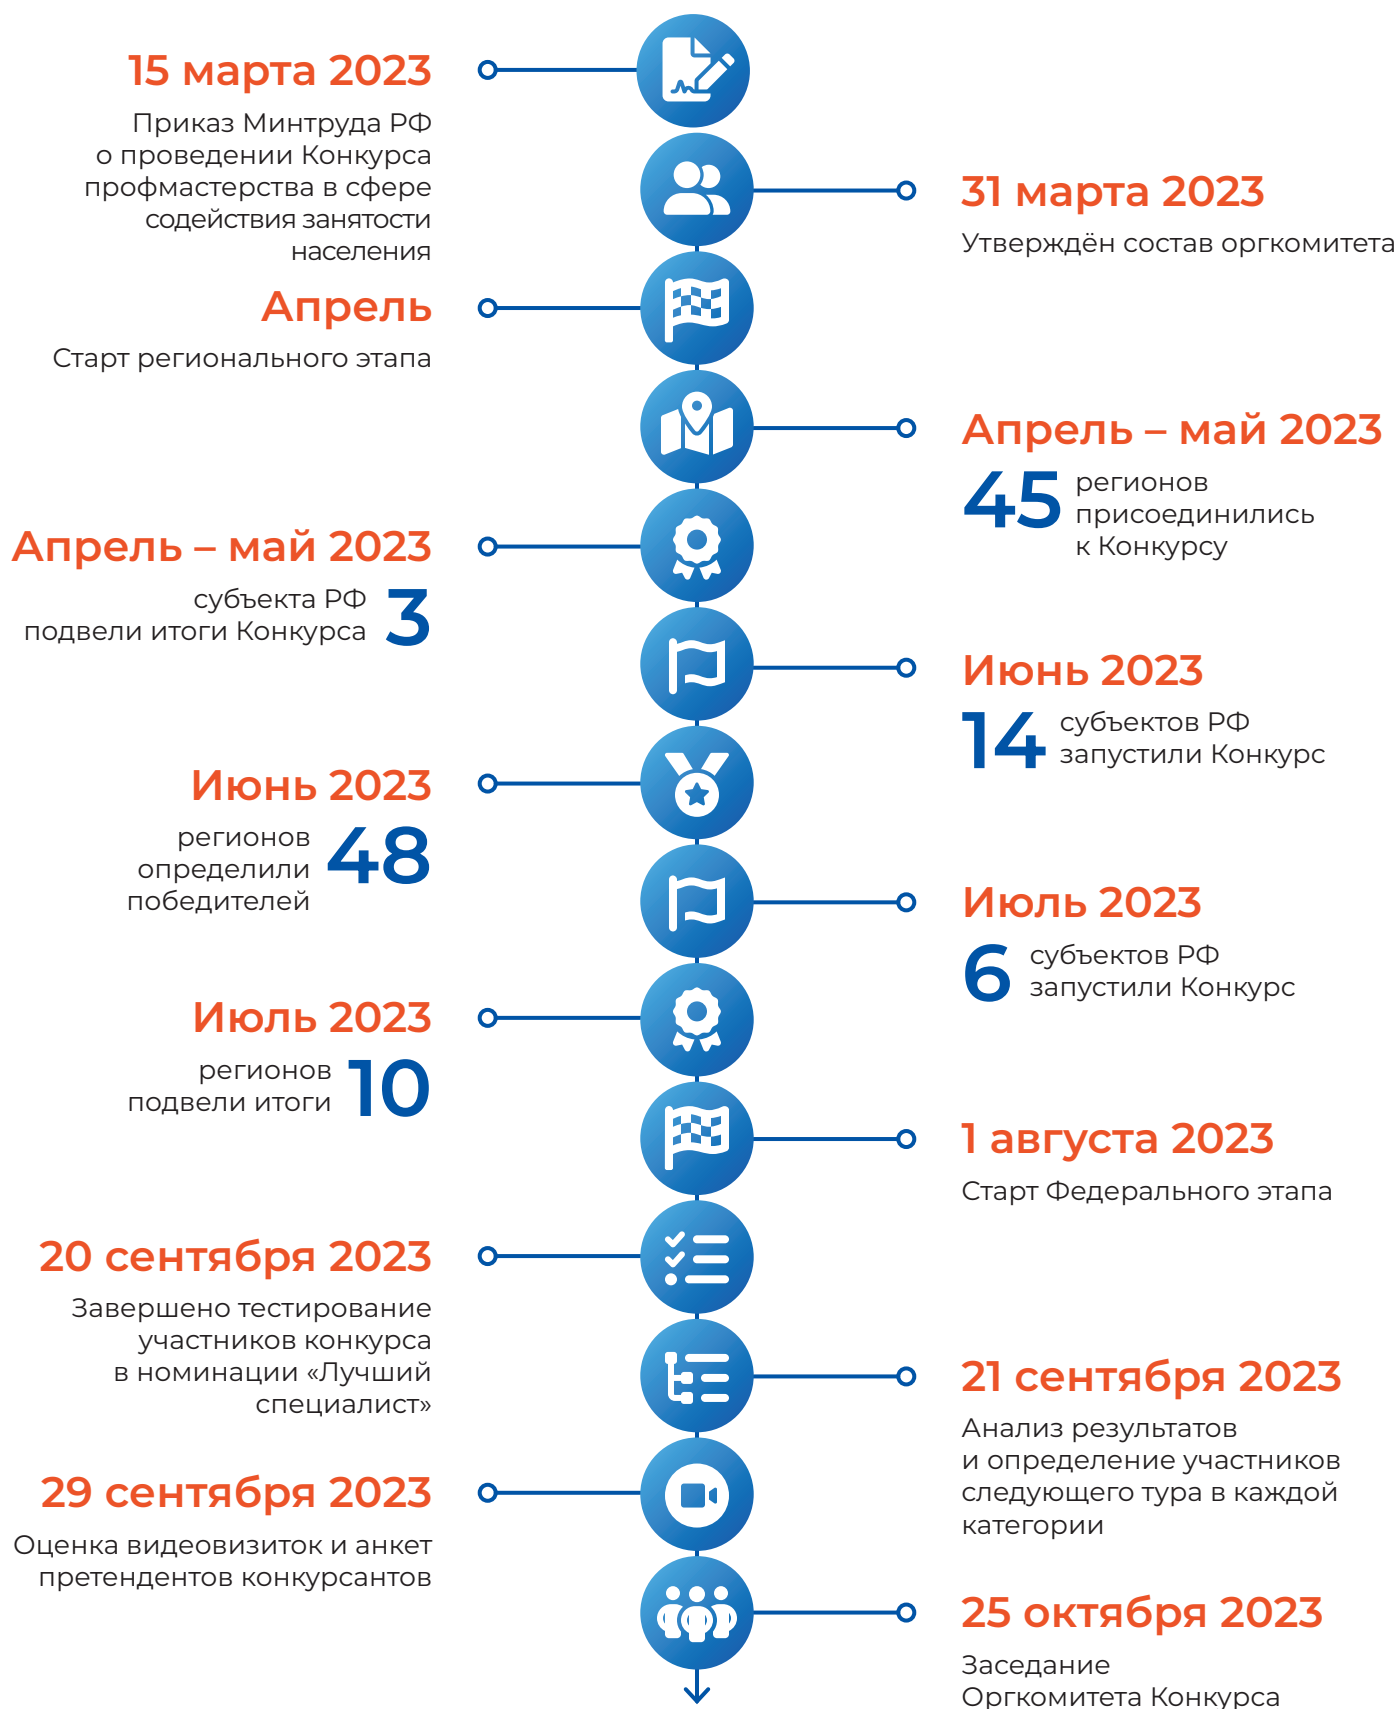 15 марта 2023
Приказ Минтруда РФ
о проведении Конкурса
профмастерства в сфере
содействия занятости
населения
31 марта 2023
Утверждён состав оргкомитета
Апрель
Старт регионального этапа
Апрель – май 2023
45 регионов
присоединились
к Конкурсу
Апрель – май 2023
субъекта РФ 3
подвели итоги Конкурса
Июнь 2023
14 субъектов РФ
запустили Конкурс
Июнь 2023
регионов 48
определили
победителей
Июль 2023
6 субъектов РФ
запустили Конкурс
Июль 2023
регионов 10
подвели итоги
1 августа 2023
Старт Федерального этапа
20 сентября 2023
Завершено тестирование
участников конкурса
в номинации «Лучший
специалист»
21 сентября 2023
Анализ результатов
и определение участников
следующего тура в каждой
категории
29 сентября 2023
Оценка видеовизиток и анкет
претендентов конкурсантов
25 октября 2023
Заседание
Оргкомитета Конкурса